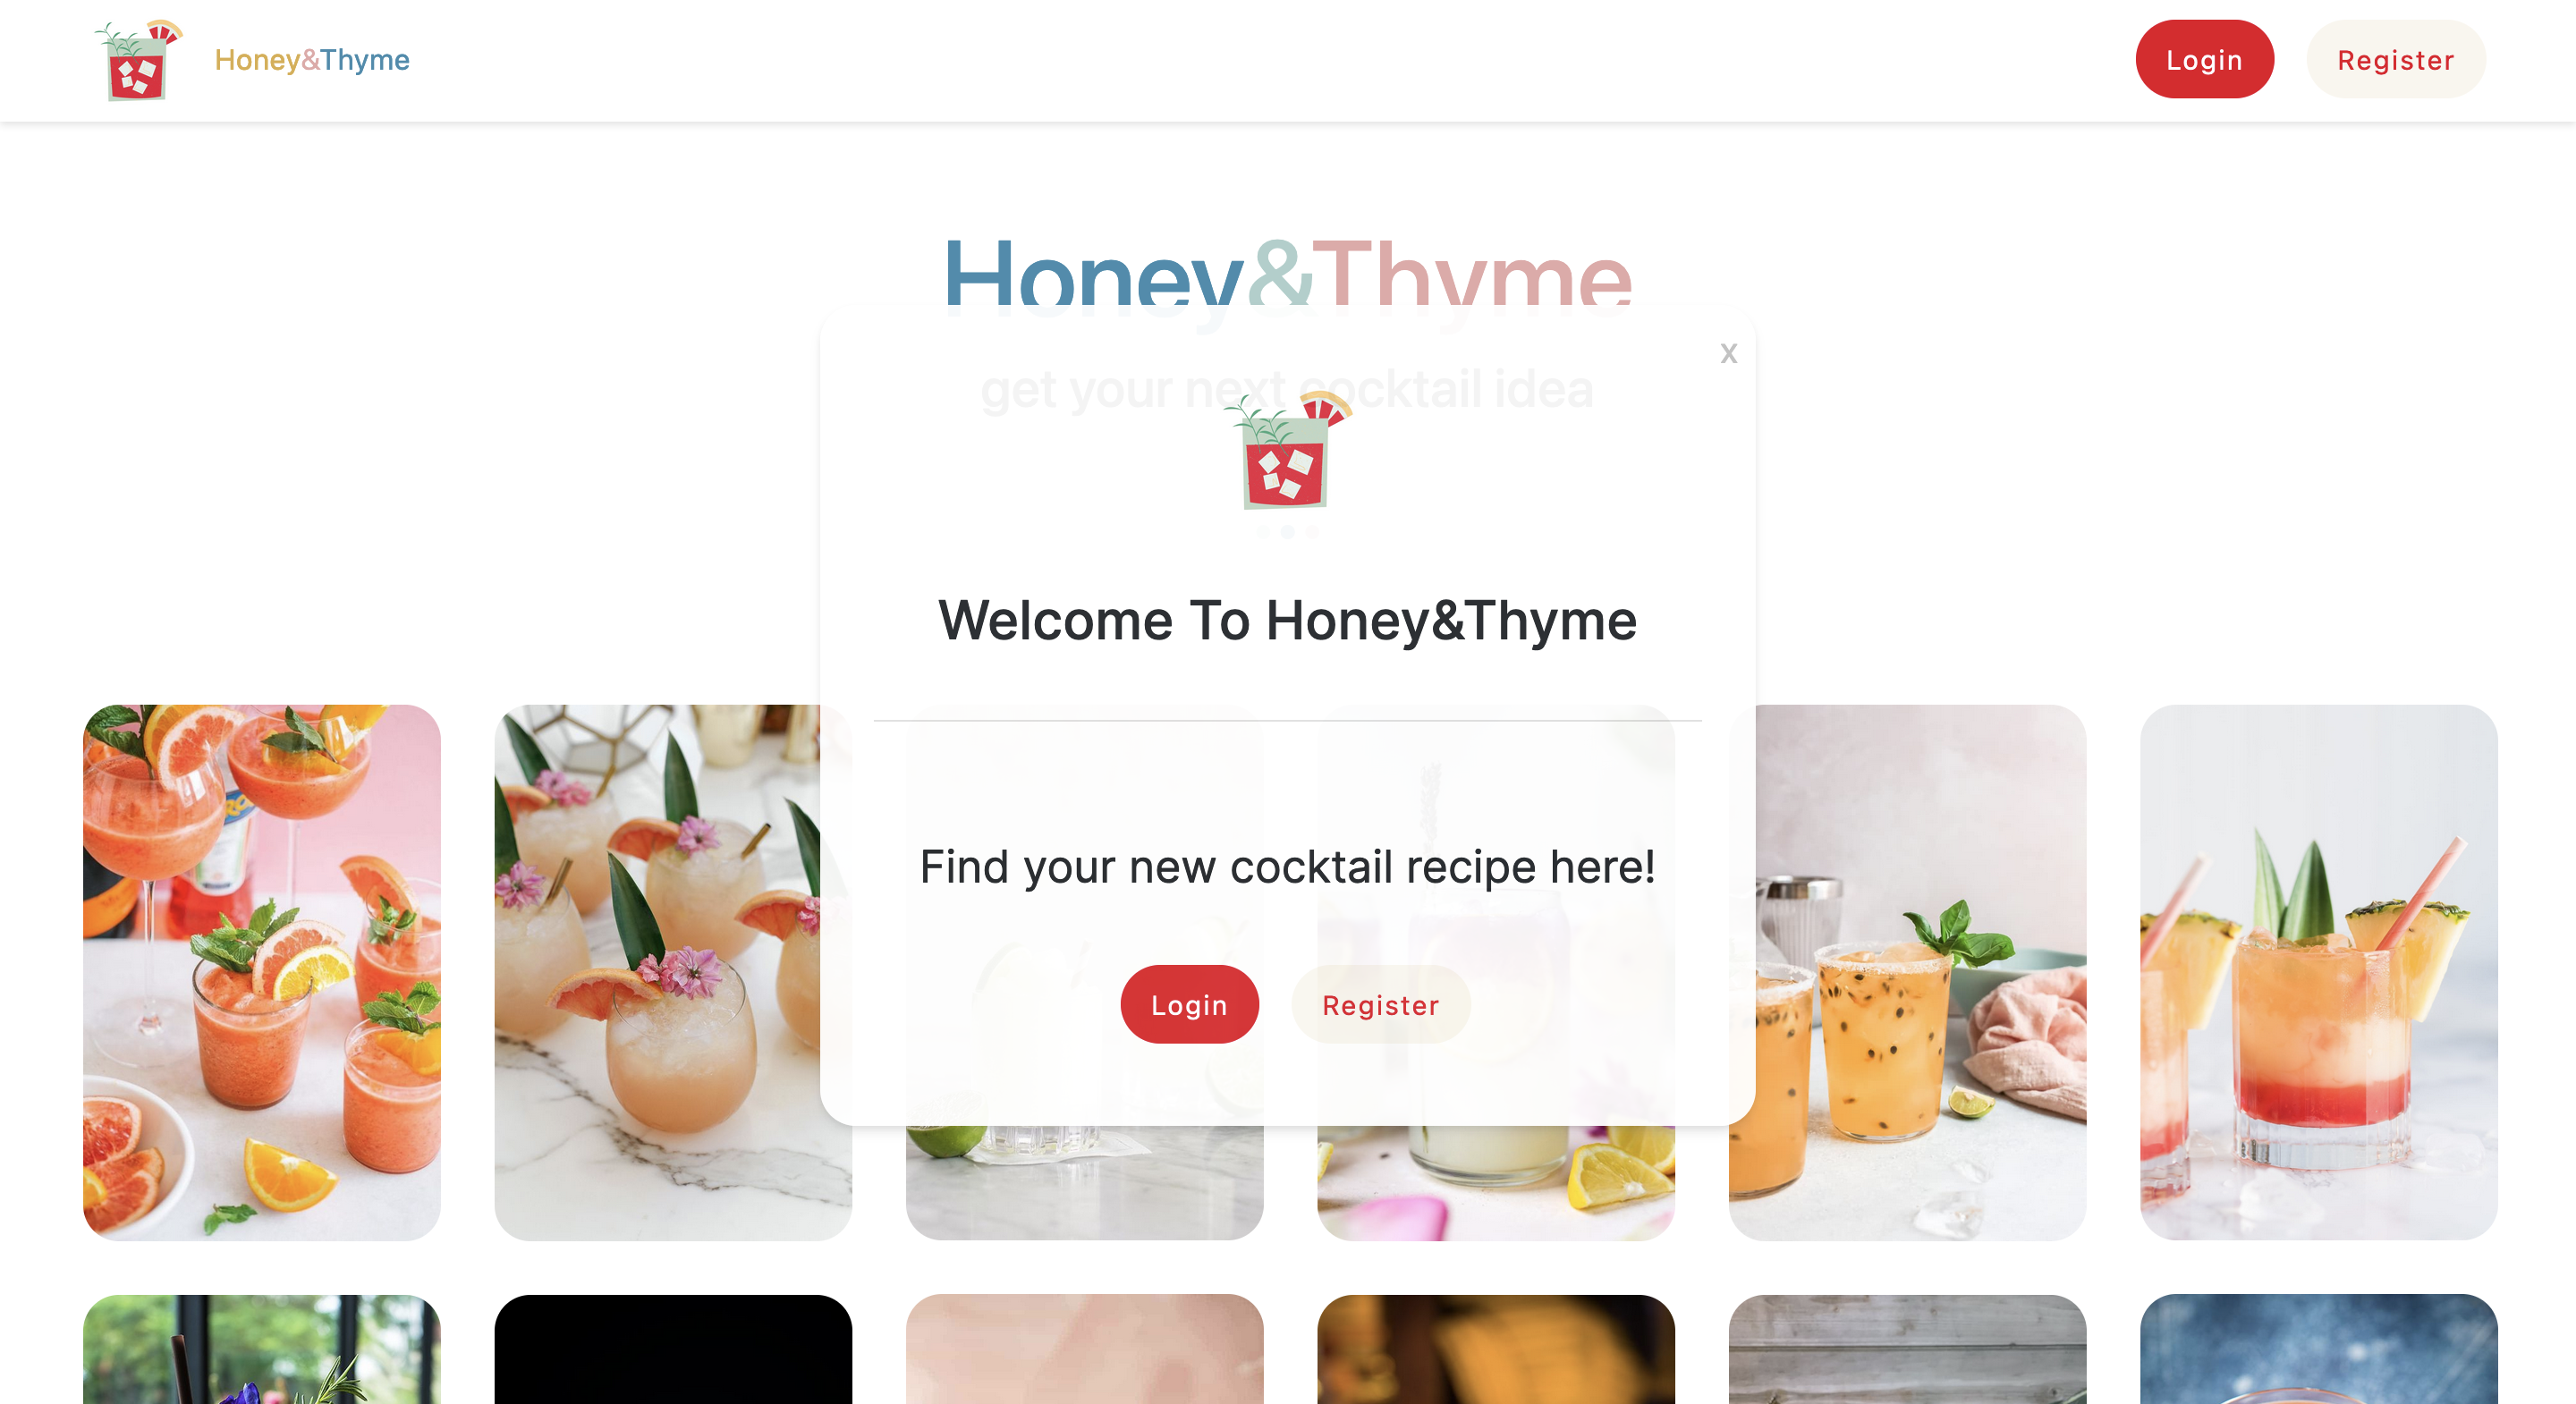 Honey&Thyme
Login
Register
Honey&Thyme
X
get your next cocktail idea
Welcome To Honey&Thyme
Find your new cocktail recipe here!
Login
Register